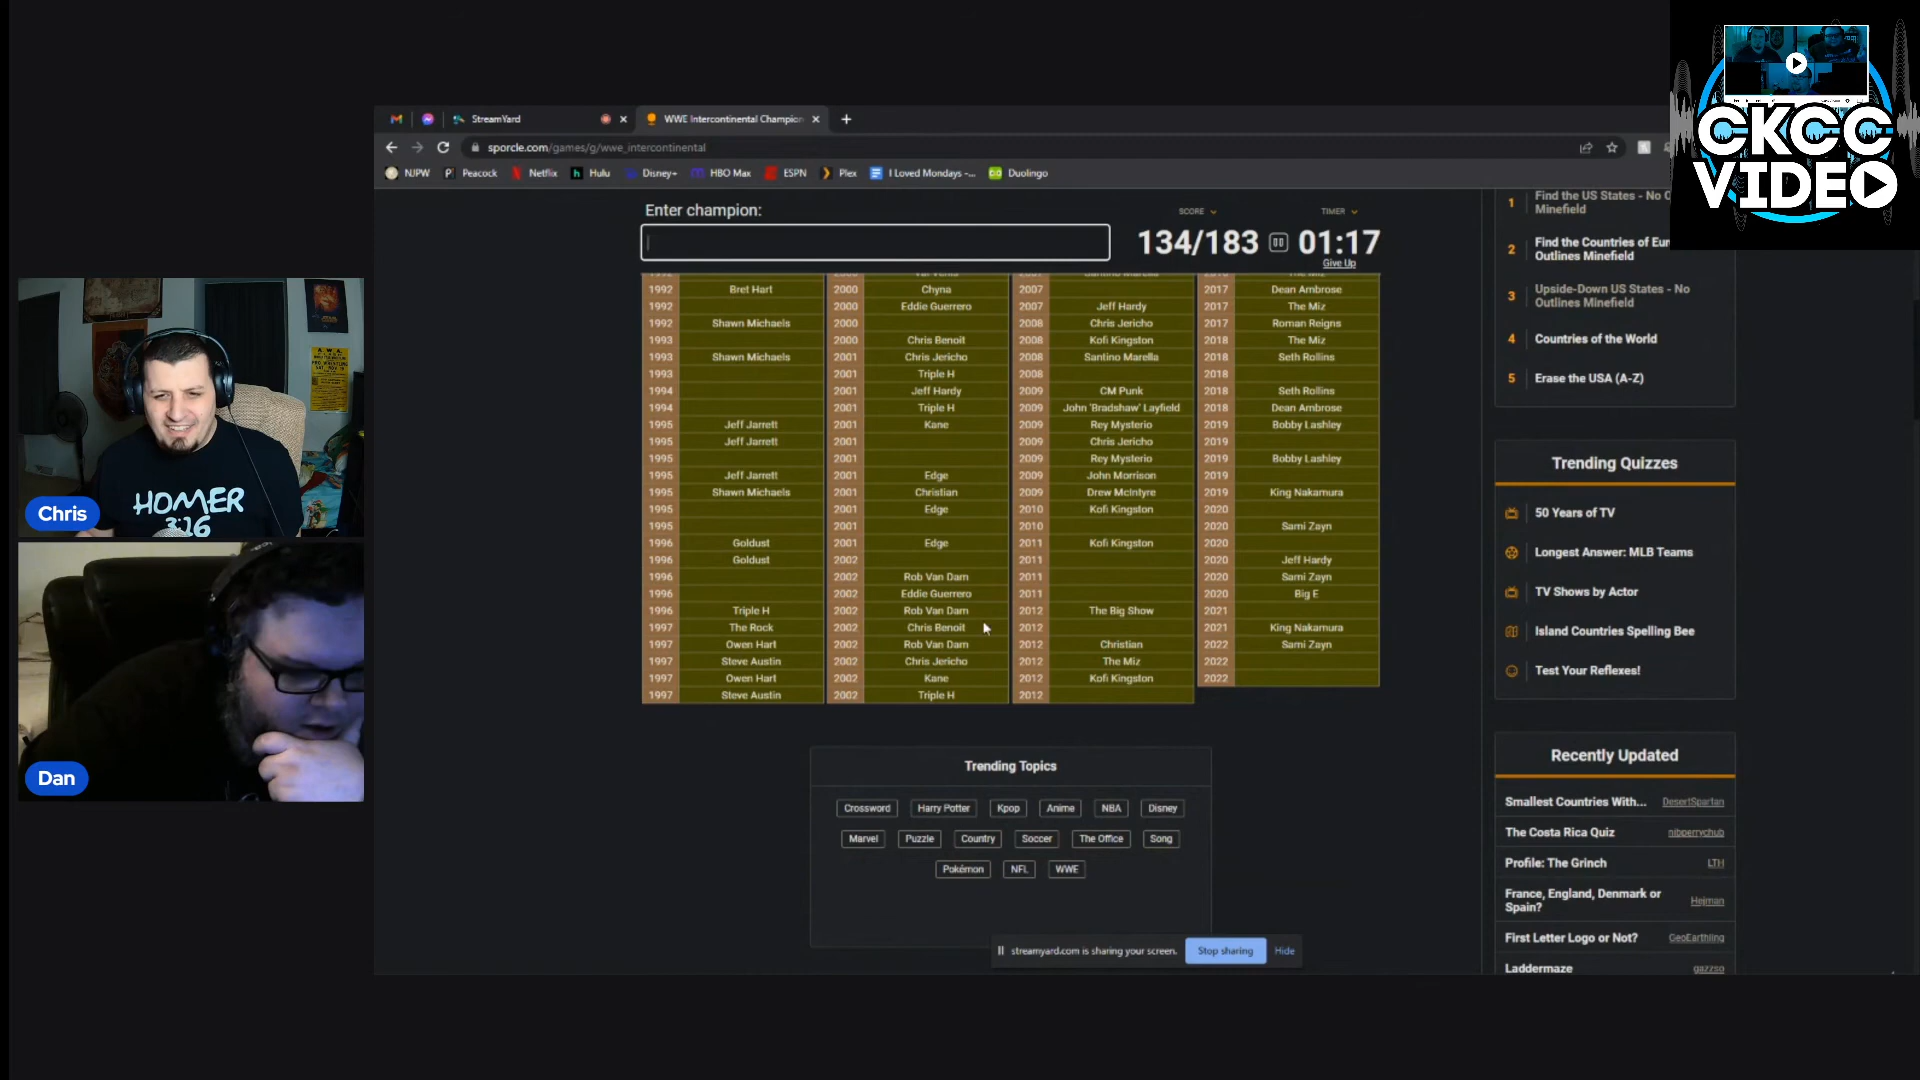 StreamYard
WWE Intercontinental Champion
sporcle.com/games/g/wwe_intercontinental
NJPW
Peacock
Netflix
Hulu
Disney+
HBO Max
ESPN
Plex
I Loved Mondays -...
Duolingo
CKCC
VIDEO
Enter champion:
SCORE
134/183
TIMER
01:17
Give Up
1992 Bret Hart
1992
1992 Shawn Michaels
1993
1993 Shawn Michaels
1993
1994
1994
1995 Jeff Jarrett
1995 Jeff Jarrett
1995
1995 Jeff Jarrett
1995 Shawn Michaels
1995
1995
1996 Goldust
1996 Goldust
1996
1996
1996 Triple H
1997 The Rock
1997 Owen Hart
1997 Steve Austin
1997 Owen Hart
1997 Steve Austin
2000 Chyna
2000 Eddie Guerrero
2000
2000 Chris Benoit
2001 Chris Jericho
2001 Triple H
2001 Jeff Hardy
2001 Triple H
2001 Kane
2001
2001
2001 Edge
2001 Christian
2001 Edge
2001
2001 Edge
2002
2002 Rob Van Dam
2002 Eddie Guerrero
2002 Rob Van Dam
2002 Chris Benoit
2002 Rob Van Dam
2002 Chris Jericho
2002 Kane
2002 Triple H
2007
2007 Jeff Hardy
2008 Chris Jericho
2008 Kofi Kingston
2008 Santino Marella
2008
2009 CM Punk
2009 John 'Bradshaw' Layfield
2009 Rey Mysterio
2009 Chris Jericho
2009 Rey Mysterio
2009 John Morrison
2009 Drew McIntyre
2010 Kofi Kingston
2010
2011 Kofi Kingston
2011
2011
2011
2012 The Big Show
2012
2012 Christian
2012 The Miz
2012 Kofi Kingston
2012
2017 Dean Ambrose
2017 The Miz
2017 Roman Reigns
2018 The Miz
2018 Seth Rollins
2018
2018 Seth Rollins
2018 Dean Ambrose
2019 Bobby Lashley
2019
2019 Bobby Lashley
2019
2019 King Nakamura
2020
2020 Sami Zayn
2020
2020 Jeff Hardy
2020 Sami Zayn
2020 Big E
2021
2021 King Nakamura
2022 Sami Zayn
2022
2022
1 Find the US States - No
Minefield
2 Find the Countries of Eur
Outlines Minefield
3 Upside-Down US States - No
Outlines Minefield
4 Countries of the World
5 Erase the USA (A-Z)
Trending Quizzes
50 Years of TV
Longest Answer: MLB Teams
TV Shows by Actor
Island Countries Spelling Bee
Test Your Reflexes!
Recently Updated
Smallest Countries With... DesertSpartan
The Costa Rica Quiz nibperrychub
Profile: The Grinch LTH
France, England, Denmark or
Spain? Hejman
First Letter Logo or Not? GeoEarthling
Laddermaze gazzso
Trending Topics
Crossword Harry Potter Kpop Anime NBA Disney
Marvel Puzzle Country Soccer The Office Song
Pokémon NFL WWE
streamyard.com is sharing your screen. Stop sharing Hide
HOMER
3:16
Chris
Dan